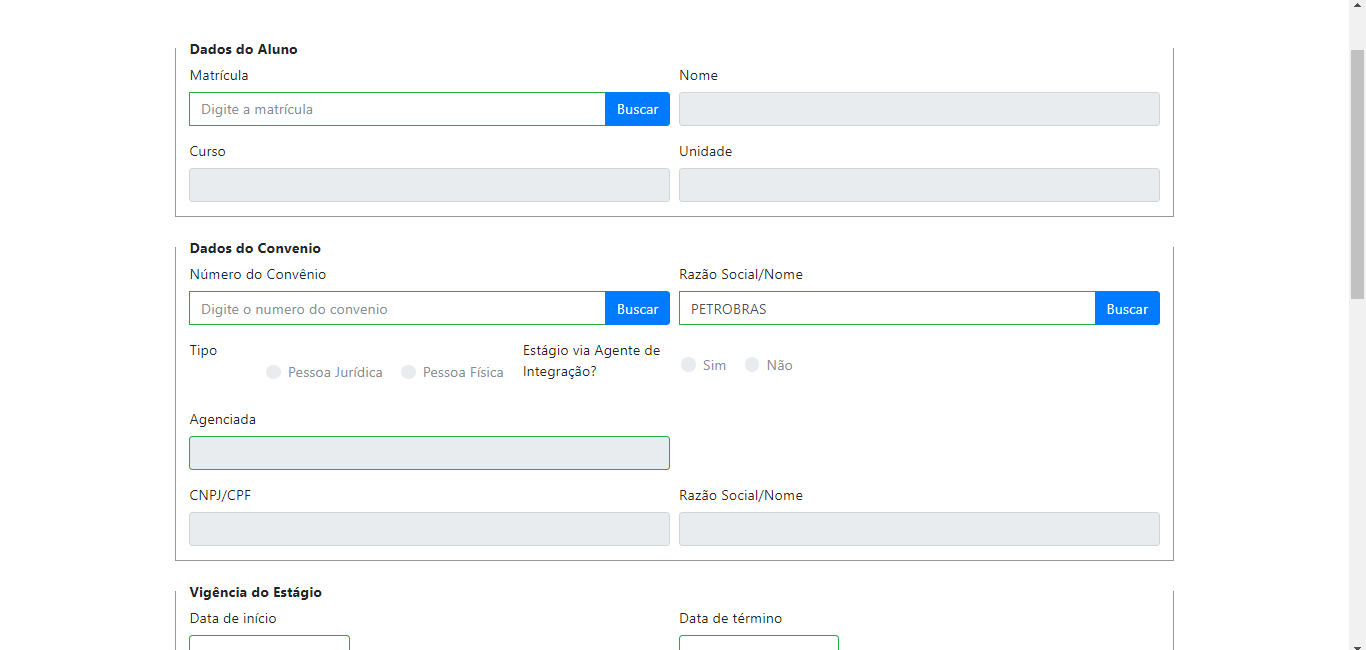 Dados do Aluno
Matrícula Nome
Digite a matrícula Buscar
Curso Unidade
Dados do Convenio
Número do Convênio Razão Social/Nome
Digite o numero do convenio Buscar PETROBRAS Buscar
Tipo Estágio via Agente de
Integração?
Pessoa Jurídica Pessoa Física Sim Não
Agenciada
CNPJ/CPF Razão Social/Nome
Vigência do Estágio
Data de início Data de término